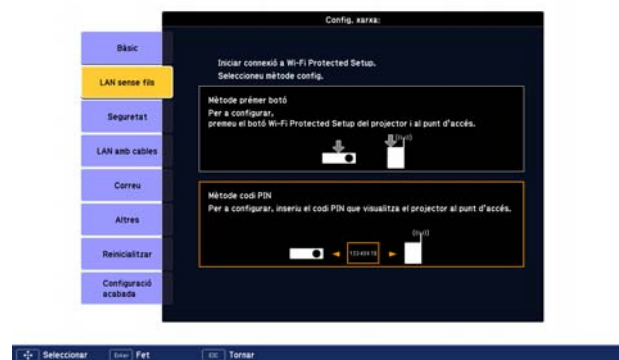 Config. xarxa:
Bàsic
LAN sense fils
Seguretat
LAN amb cables
Correu
Altres
Reinicialitzar
Configuració
acabada
Iniciar connexió a Wi-Fi Protected Setup.
Seleccioneu mètode config.
Mètode prémer botó
Per a configurar,
premeu el botó Wi-Fi Protected Setup del projector i al punt d'accés.
Mètode codi PIN
Per a configurar, inseriu el codi PIN que visualitza el projector al punt d'accés.
Seleccionar Enter Fet ESC Tornar